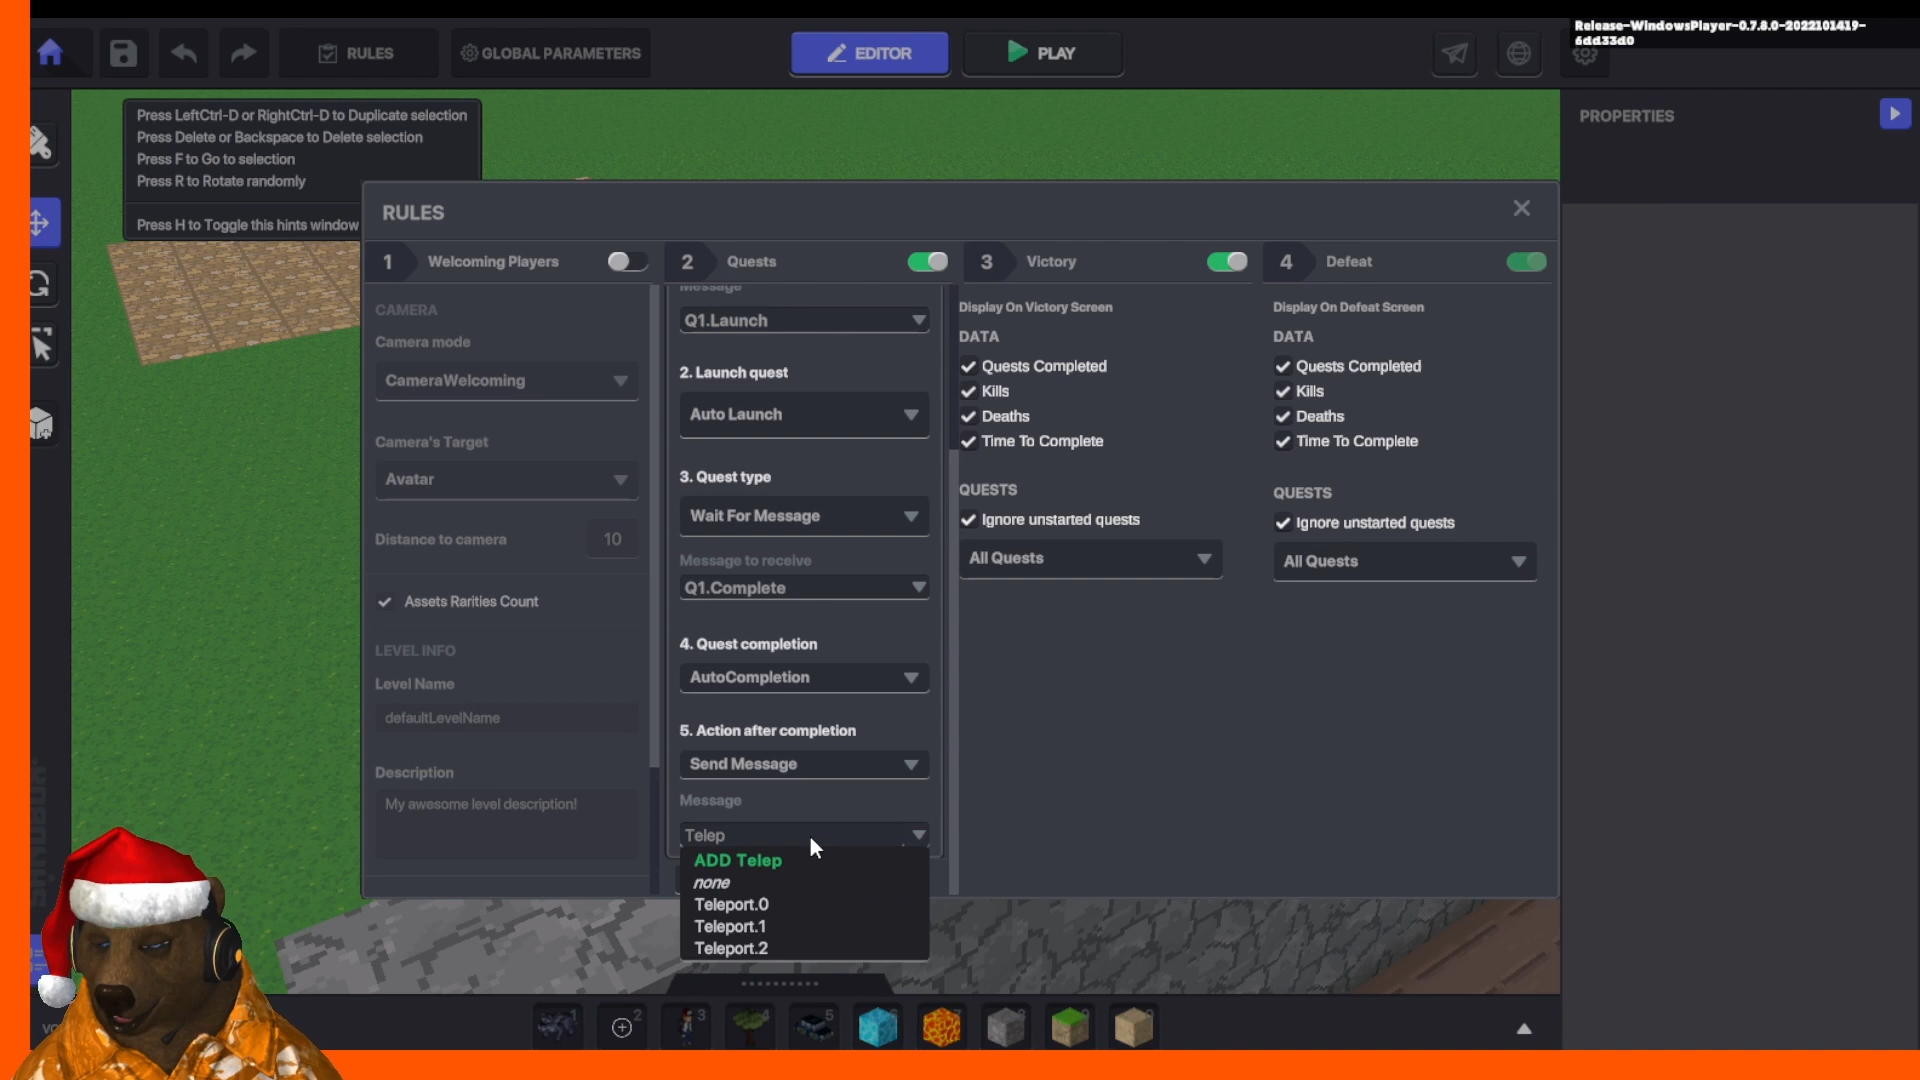 Release-WindowsPlayer-0.7.8.0-2022101419-
6dd33d0
RULES
GLOBAL PARAMETERS
EDITOR
PLAY
Press LeftCtrl-D or RightCtrl-D to Duplicate selection
Press Delete or Backspace to Delete selection
Press F to Go to selection
Press R to Rotate randomly
Press H to Toggle this hints window
PROPERTIES
RULES
1 Welcoming Players
2 Quests
3 Victory
4 Defeat
CAMERA
Camera mode
CameraWelcoming
Camera's Target
Avatar
Distance to camera 10
Assets Rarities Count
LEVEL INFO
Level Name
defaultLevelName
Description
My awesome level description!
Message
Q1.Launch
2. Launch quest
Auto Launch
3. Quest type
Wait For Message
Message to receive
Q1.Complete
4. Quest completion
AutoCompletion
5. Action after completion
Send Message
Message
Telep
ADD Telep
none
Teleport.0
Teleport.1
Teleport.2
Display On Victory Screen
DATA
Quests Completed
Kills
Deaths
Time To Complete
QUESTS
Ignore unstarted quests
All Quests
Display On Defeat Screen
DATA
Quests Completed
Kills
Deaths
Time To Complete
QUESTS
Ignore unstarted quests
All Quests
1
2
3
4
5